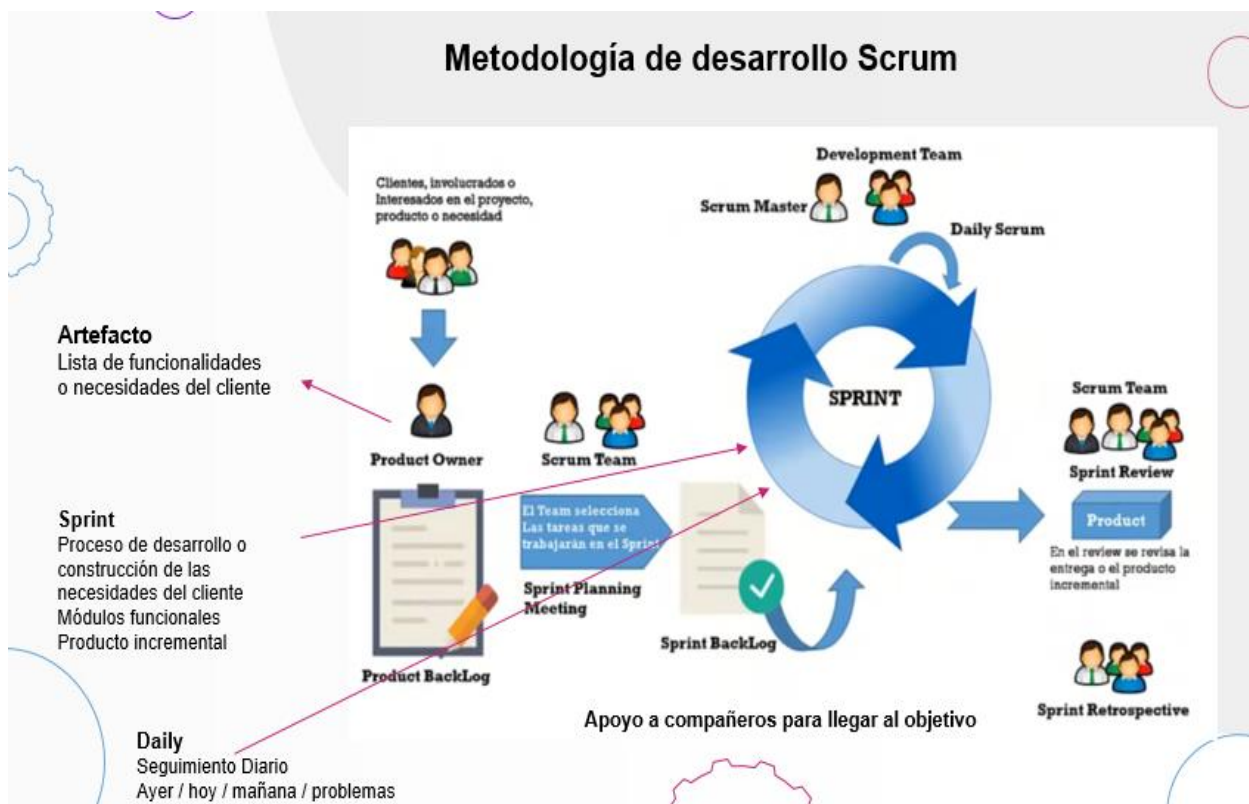 Metodología de desarrollo Scrum
Clientes, involucrados o
Interesados en el proyecto,
producto o necesidad
Development Team
Scrum Master
Daily Scrum
Artefacto
Lista de funcionalidades
o necesidades del cliente
Product Owner
Scrum Team
SPRINT
Scrum Team
Sprint Review
Product
En el review se revisa la
entrega o el producto
incremental
Sprint
Proceso de desarrollo o
construcción de las
necesidades del cliente
Módulos funcionales
Producto incremental
El Team selecciona
Las tareas que se
trabajarán en el Sprint
Sprint Planning
Meeting
Sprint BackLog
Product BackLog
Sprint Retrospective
Apoyo a compañeros para llegar al objetivo
Daily
Seguimiento Diario
Ayer / hoy / mañana / problemas